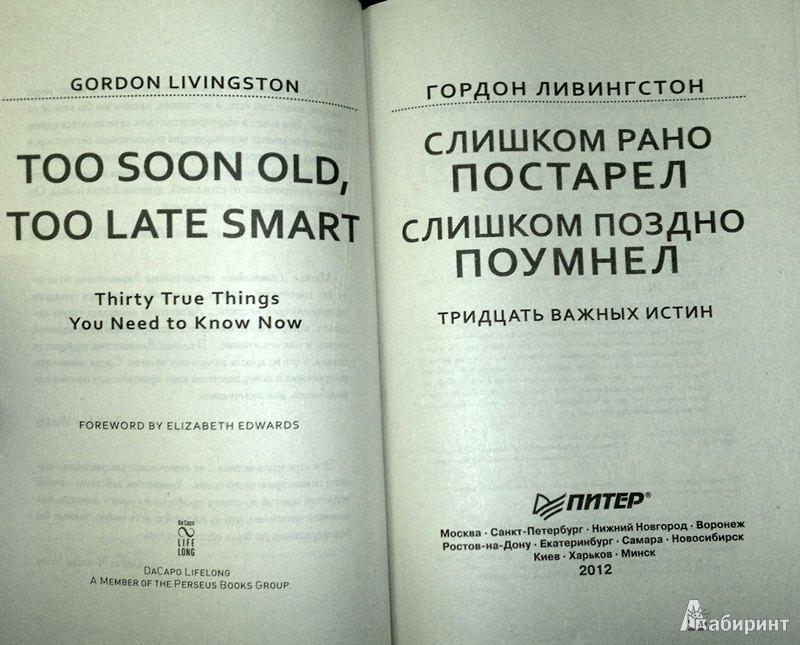 GORDON LIVINGSTON
TOO SOON OLD,
TOO LATE SMART
Thirty True Things
You Need to Know Now
FOREWORD BY ELIZABETH EDWARDS
DaCapo
LIFE
LONG
DACAPO LIFELONG
A MEMBER OF THE PERSEUS BOOKS GROUP
ГОРДОН ЛИВИНГСТОН
СЛИШКОМ РАНО
ПОСТАРЕЛ
СЛИШКОМ ПОЗДНО
ПОУМНЕЛ
ТРИДЦАТЬ ВАЖНЫХ ИСТИН
ПИТЕР®
Москва · Санкт-Петербург · Нижний Новгород · Воронеж
Ростов-на-Дону · Екатеринбург · Самара · Новосибирск
Киев · Харьков · Минск
2012
Лабиринт